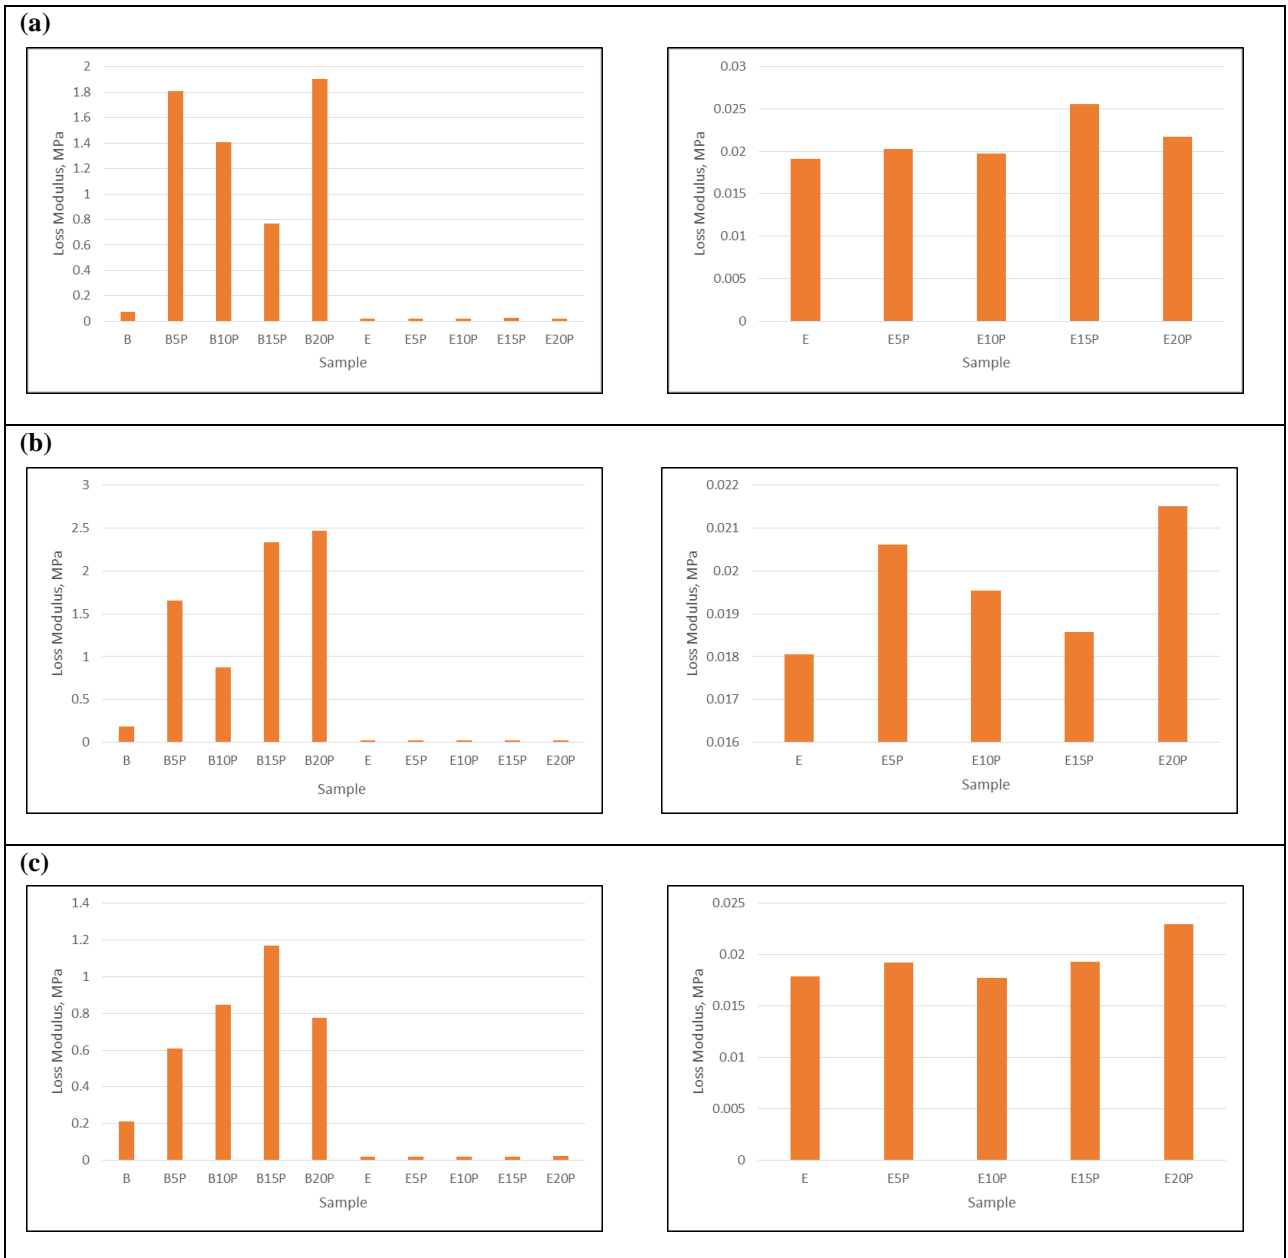 (a)
Loss Modulus, MPa
2
1.8
1.6
1.4
1.2
1
0.8
0.6
0.4
0.2
0
B B5P B10P B15P B20P E E5P E10P E15P E20P
Sample
Loss Modulus, MPa
0.03
0.025
0.02
0.015
0.01
0.005
0
E E5P E10P E15P E20P
Sample
(b)
Loss Modulus, MPa
3
2.5
2
1.5
1
0.5
0
B B5P B10P B15P B20P E E5P E10P E15P E20P
Sample
Loss Modulus, MPa
0.022
0.021
0.02
0.019
0.018
0.017
0.016
E E5P E10P E15P E20P
Sample
(c)
Loss Modulus, MPa
1.4
1.2
1
0.8
0.6
0.4
0.2
0
B B5P B10P B15P B20P E E5P E10P E15P E20P
Sample
Loss Modulus, MPa
0.025
0.02
0.015
0.01
0.005
0
E E5P E10P E15P E20P
Sample